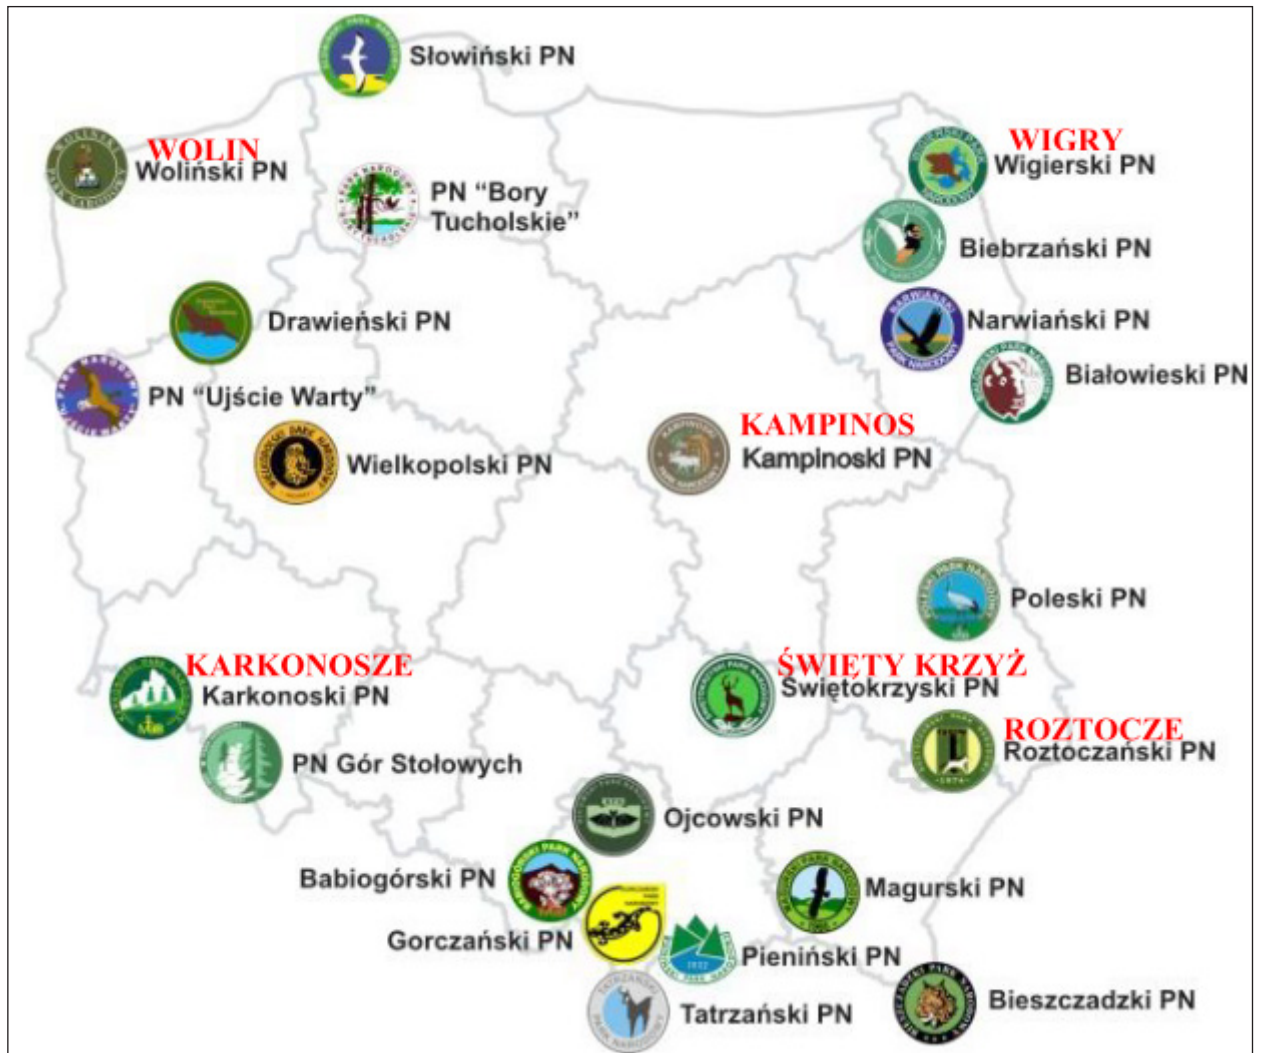 Słowiński PN
WOLIN
Woliński PN
WIGRY
Wigierski PN
PN “Bory
Tucholskie”
Biebrzański PN
Drawieński PN
Narwiański PN
Białowieski PN
PN “Ujście Warty”
KAMPINOS
Kampinoski PN
Wielkopolski PN
Poleski PN
KARKONOSZE
Karkonoski PN
ŚWIĘTY KRZYŻ
Świętokrzyski PN
ROZTOCZE
Roztoczański PN
PN Gór Stołowych
Ojcowski PN
Babiogórski PN
Magurski PN
Gorczański PN
Pieniński PN
Tatrzański PN
Bieszczadzki PN